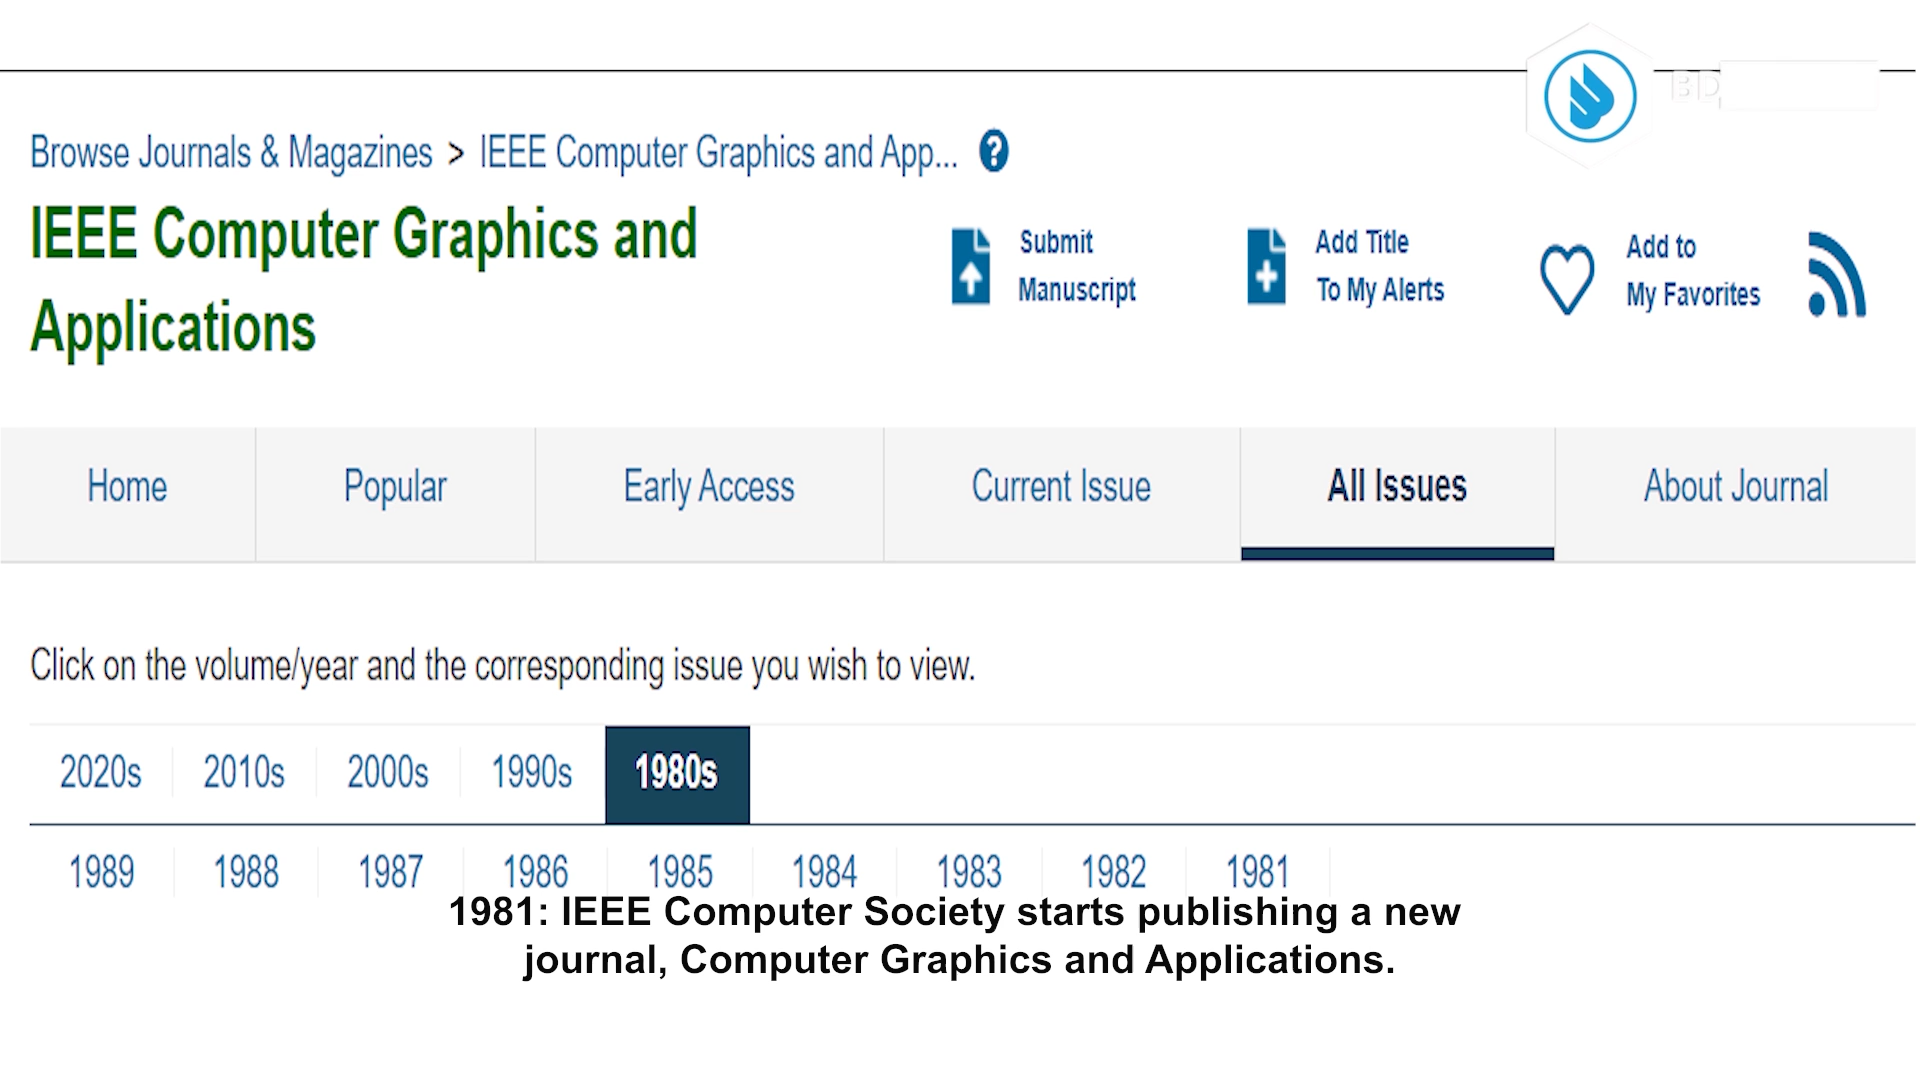 Browse Journals & Magazines > IEEE Computer Graphics and App... ?
IEEE Computer Graphics and
Applications
Submit
Manuscript
Add Title
To My Alerts
Add to
My Favorites
Home Popular Early Access Current Issue All Issues About Journal
Click on the volume/year and the corresponding issue you wish to view.
2020s 2010s 2000s 1990s 1980s
1989 1988 1987 1986 1985 1984 1983 1982 1981
1981: IEEE Computer Society starts publishing a new
journal, Computer Graphics and Applications.